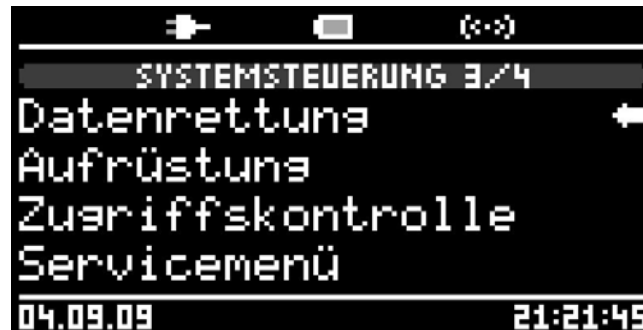 SYSTEMSTEUERUNG 3/4
Datenrettung
Aufrüstung
Zugriffskontrolle
Servicemenü
04.09.09 21:21:45